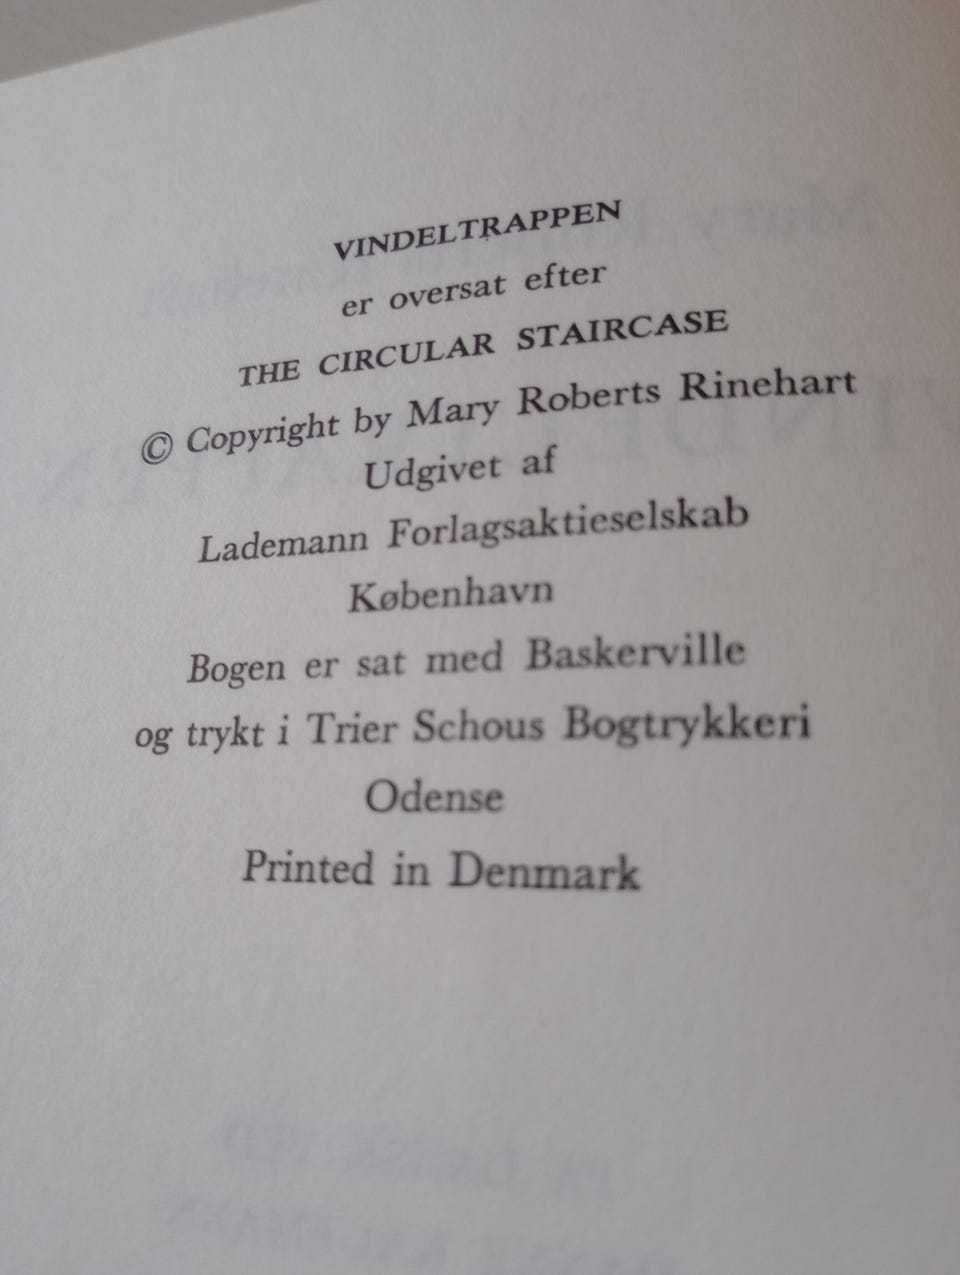 VINDELTRAPPEN
er oversat efter
THE CIRCULAR STAIRCASE
© Copyright by Mary Roberts Rinehart
Udgivet af
Lademann Forlagsaktieselskab
København
Bogen er sat med Baskerville
og trykt i Trier Schous Bogtrykkeri
Odense
Printed in Denmark